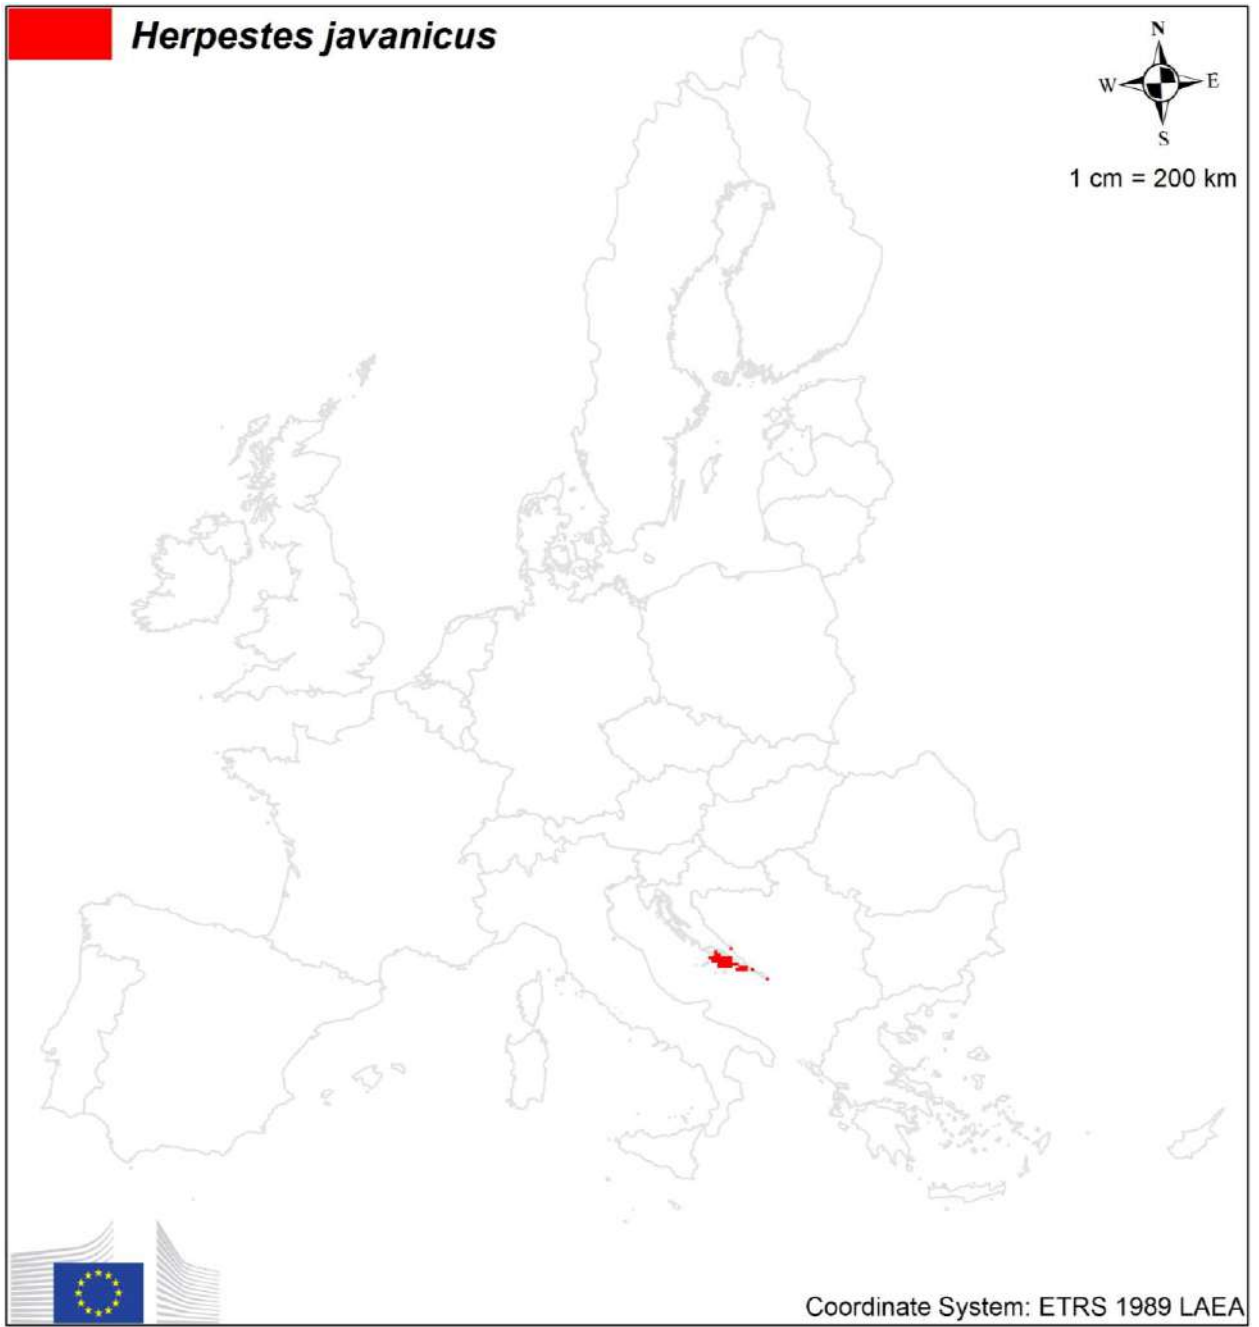 Herpestes javanicus
N
W E
S
1 cm = 200 km
Coordinate System: ETRS 1989 LAEA